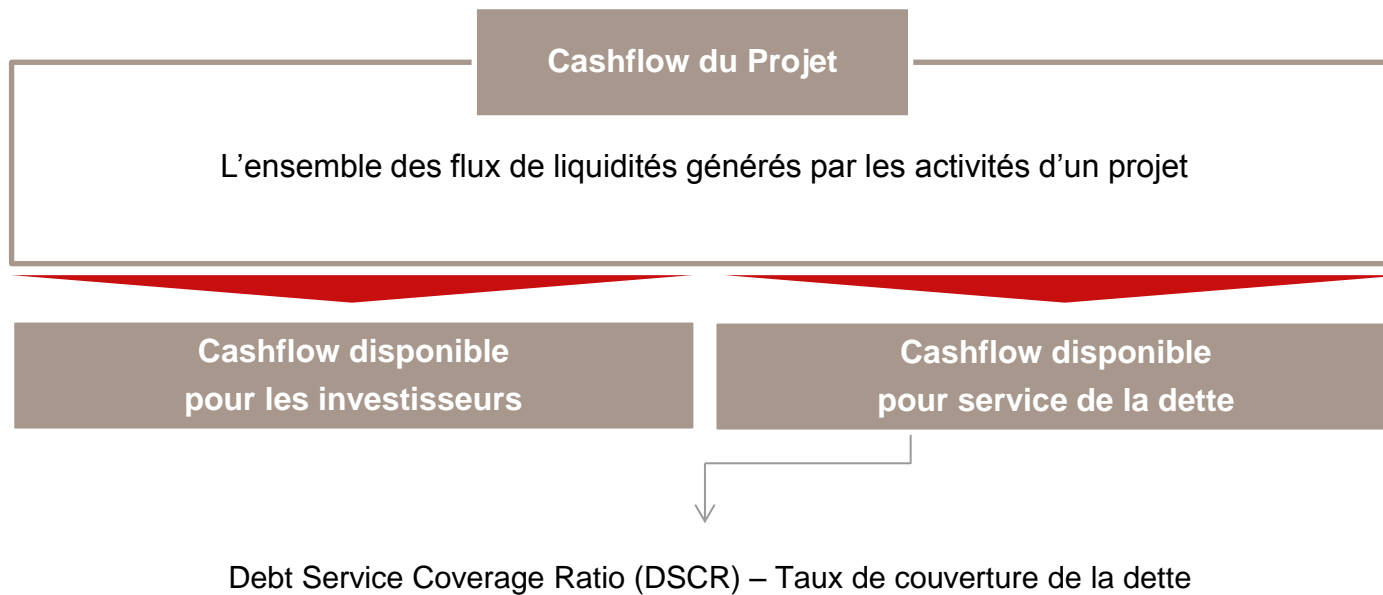 Cashflow du Projet
L’ensemble des flux de liquidités générés par les activités d’un projet
Cashflow disponible
pour les investisseurs
Cashflow disponible
pour service de la dette
Debt Service Coverage Ratio (DSCR) – Taux de couverture de la dette